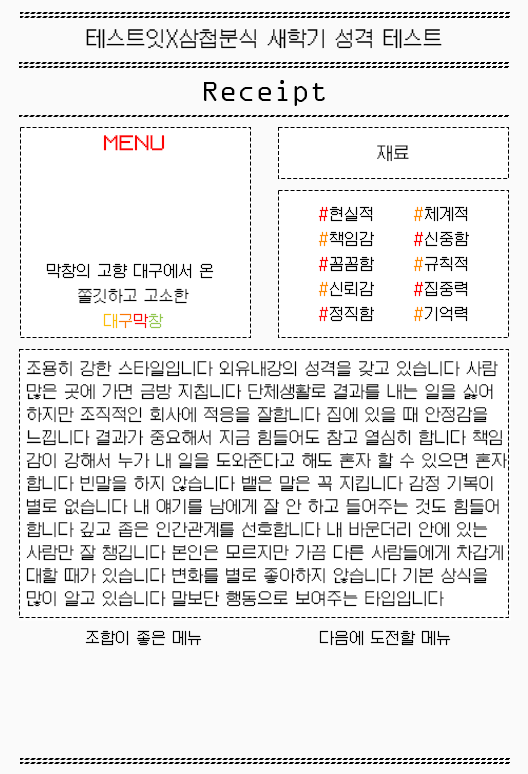 테스트잇X삼첩분식 새학기 성격 테스트
Receipt
MENU
막창의 고향 대구에서 온
쫄깃하고 고소한
대구막창
재료
#현실적 #체계적
#책임감 #신중함
#꼼꼼함 #규칙적
#신뢰감 #집중력
#정직함 #기억력
조용히 강한 스타일입니다 외유내강의 성격을 갖고 있습니다 사람
많은 곳에 가면 금방 지칩니다 단체생활로 결과를 내는 일을 싫어
하지만 조직적인 회사에 적응을 잘합니다 집에 있을 때 안정감을
느낍니다 결과가 중요해서 지금 힘들어도 참고 열심히 합니다 책임
감이 강해서 누가 내 일을 도와준다고 해도 혼자 할 수 있으면 혼자
합니다 빈말을 하지 않습니다 뱉은 말은 꼭 지킵니다 감정 기복이
별로 없습니다 내 얘기를 남에게 잘 안 하고 들어주는 것도 힘들어
합니다 깊고 좁은 인간관계를 선호합니다 내 바운더리 안에 있는
사람만 잘 챙깁니다 본인은 모르지만 가끔 다른 사람들에게 차갑게
대할 때가 있습니다 변화를 별로 좋아하지 않습니다 기본 상식을
많이 알고 있습니다 말보단 행동으로 보여주는 타입입니다
조합이 좋은 메뉴
다음에 도전할 메뉴